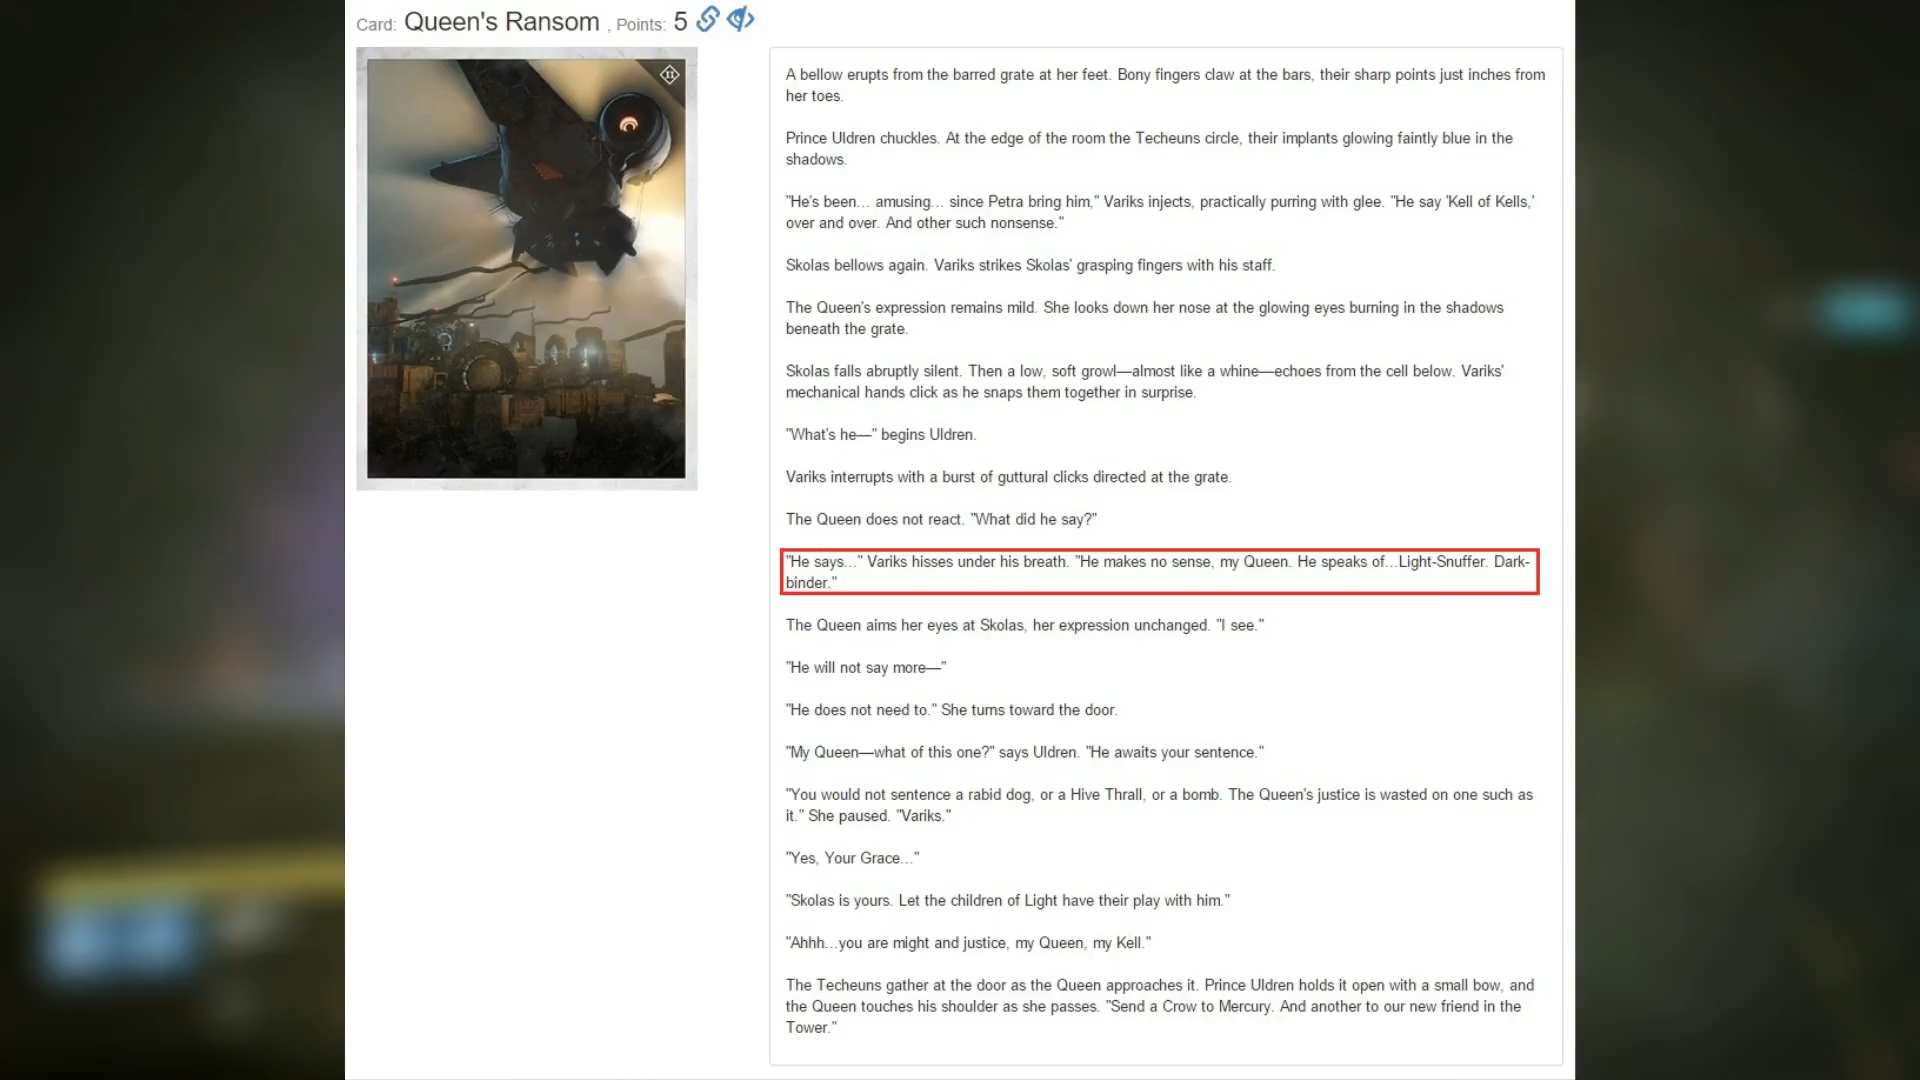 Card: Queen's Ransom , Points: 5
II
A bellow erupts from the barred grate at her feet. Bony fingers claw at the bars, their sharp points just inches from
her toes.
Prince Uldren chuckles. At the edge of the room the Techeuns circle, their implants glowing faintly blue in the
shadows.
"He's been... amusing... since Petra bring him," Variks injects, practically purring with glee. "He say 'Kell of Kells,'
over and over. And other such nonsense."
Skolas bellows again. Variks strikes Skolas' grasping fingers with his staff.
The Queen's expression remains mild. She looks down her nose at the glowing eyes burning in the shadows
beneath the grate.
Skolas falls abruptly silent. Then a low, soft growl—almost like a whine—echoes from the cell below. Variks'
mechanical hands click as he snaps them together in surprise.
"What's he—" begins Uldren.
Variks interrupts with a burst of guttural clicks directed at the grate.
The Queen does not react. "What did he say?"
"He says..." Variks hisses under his breath. "He makes no sense, my Queen. He speaks of...Light-Snuffer. Dark-
binder."
The Queen aims her eyes at Skolas, her expression unchanged. "I see."
"He will not say more—"
"He does not need to." She turns toward the door.
"My Queen—what of this one?" says Uldren. "He awaits your sentence."
"You would not sentence a rabid dog, or a Hive Thrall, or a bomb. The Queen's justice is wasted on one such as
it." She paused. "Variks."
"Yes, Your Grace..."
"Skolas is yours. Let the children of Light have their play with him."
"Ahhh...you are might and justice, my Queen, my Kell."
The Techeuns gather at the door as the Queen approaches it. Prince Uldren holds it open with a small bow, and
the Queen touches his shoulder as she passes. "Send a Crow to Mercury. And another to our new friend in the
Tower."